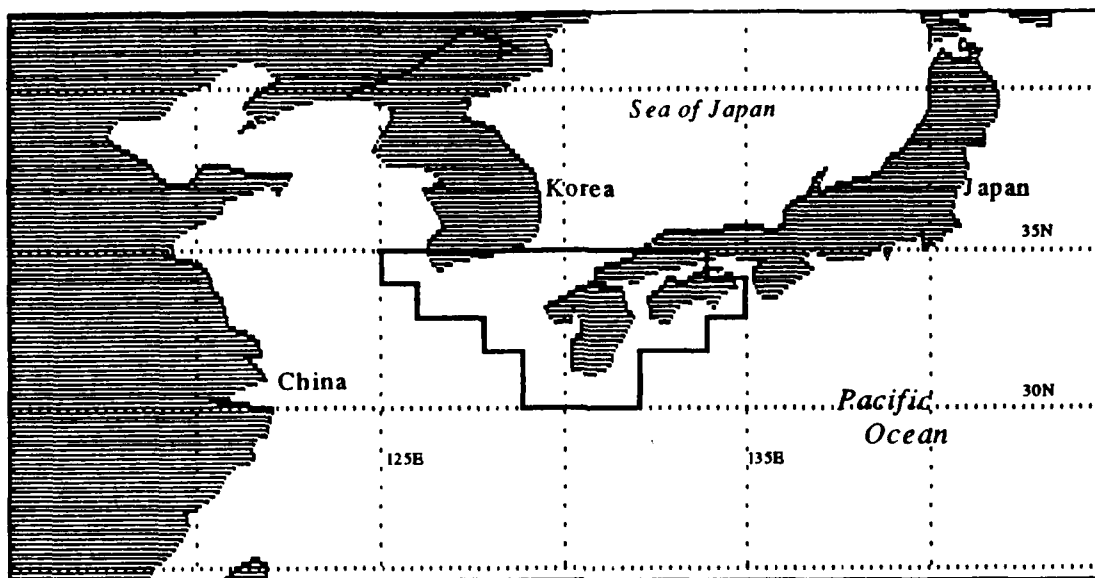 Sea of Japan
Korea
Japan
35N
China
30N
Pacific
Ocean
125E
135E